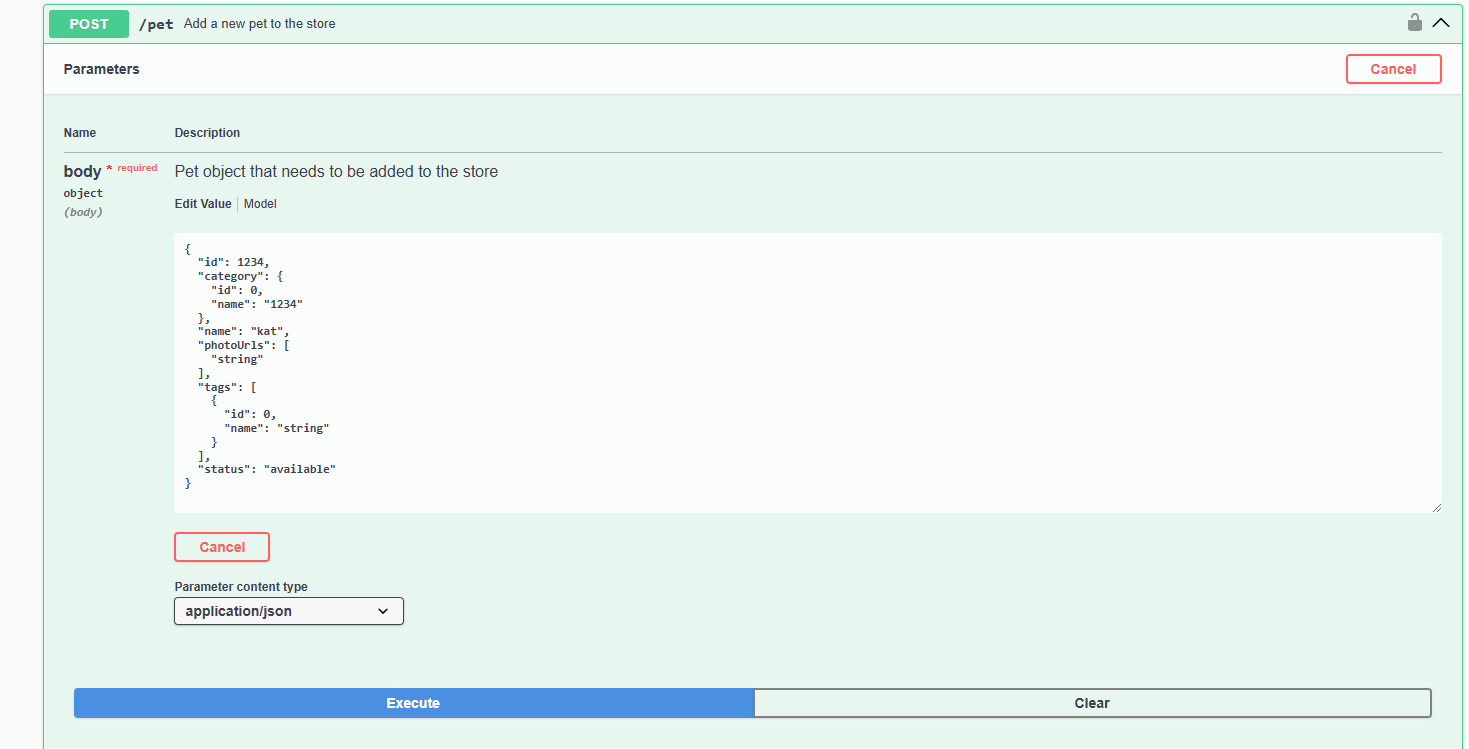 POST /pet Add a new pet to the store
Parameters
Cancel
Name Description
body * required Pet object that needs to be added to the store
object
(body)
Edit Value Model
{
  "id": 1234,
  "category": {
    "id": 0,
    "name": "1234"
  },
  "name": "kat",
  "photoUrls": [
    "string"
  ],
  "tags": [
    {
      "id": 0,
      "name": "string"
    }
  ],
  "status": "available"
}
Cancel
Parameter content type
application/json
Execute Clear